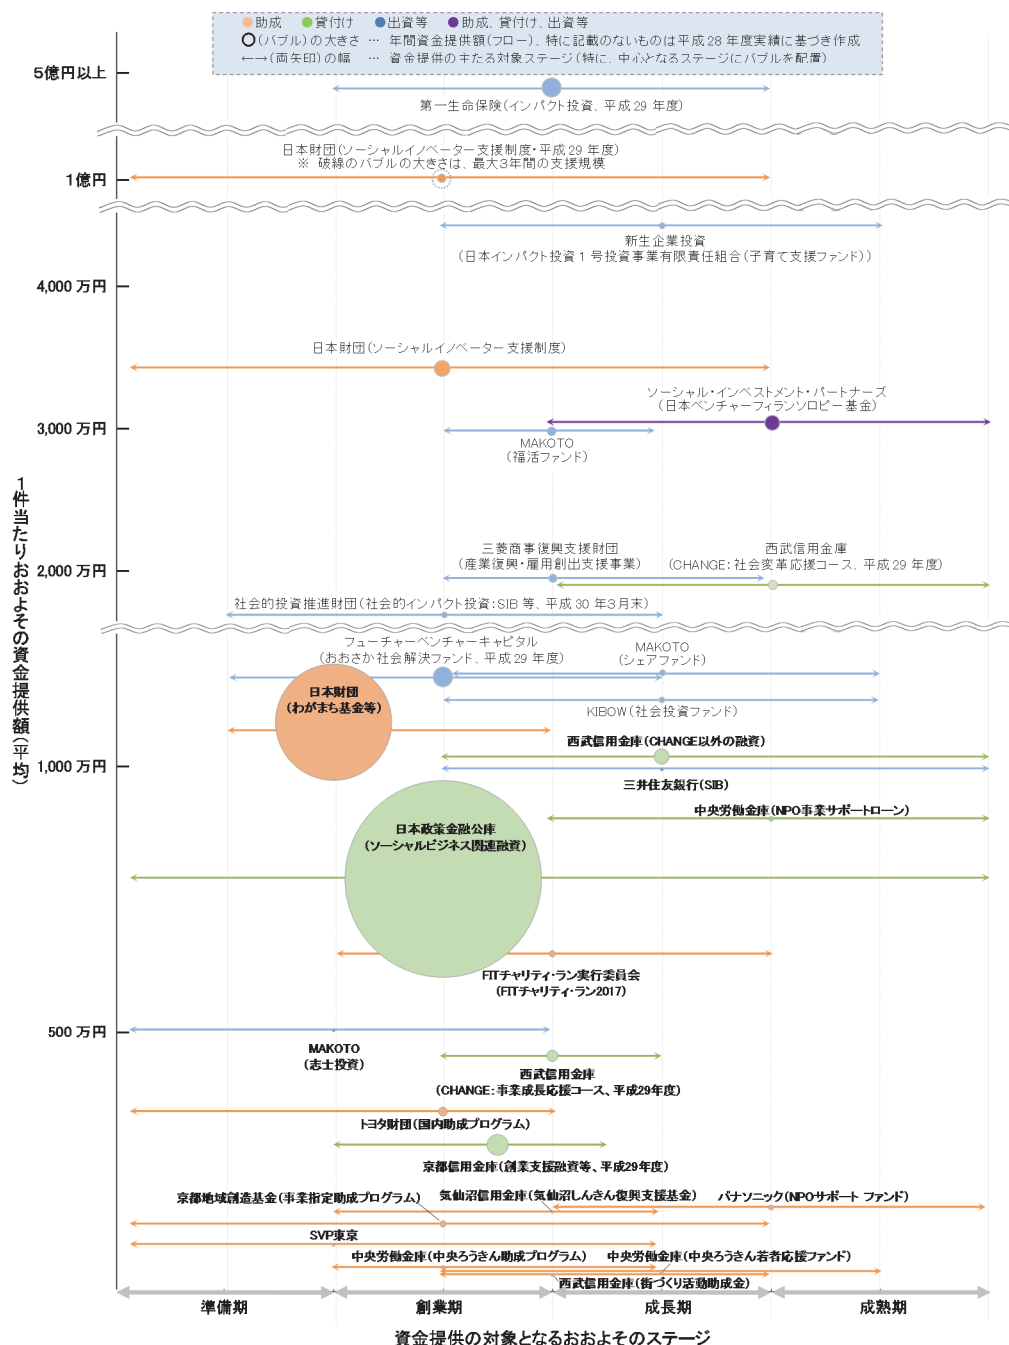 ●助成 ●貸付け ●出資等 ●助成、貸付け、出資等
○(バブル)の大きさ … 年間資金提供額(フロー)、特に記載のないものは平成28年度実績に基づき作成
←→(両矢印)の幅 … 資金提供の主たる対象ステージ(特に、中心となるステージにバブルを配置)
5億円以上
第一生命保険(インパクト投資、平成29年度)
日本財団(ソーシャルイノベーター支援制度・平成29年度)
※ 破線のバブルの大きさは、最大3年間の支援規模
1億円
新生企業投資
(日本インパクト投資1号投資事業有限責任組合(子育て支援ファンド))
4,000万円
日本財団(ソーシャルイノベーター支援制度)
ソーシャル・インベストメント・パートナーズ
(日本ベンチャーフィランソロピー基金)
3,000万円
MAKOTO
(福活ファンド)
1件当たりおおよその資金提供額(平均)
三菱商事復興支援財団
(産業復興・雇用創出支援事業)
西武信用金庫
(CHANGE:社会変革応援コース、平成29年度)
2,000万円
社会的投資推進財団(社会的インパクト投資:SIB等、平成30年3月末)
フューチャーベンチャーキャピタル
(おおさか社会解決ファンド、平成29年度)
MAKOTO
(シェアファンド)
日本財団
(わがまち基金等)
KIBOW(社会投資ファンド)
西武信用金庫(CHANGE以外の融資)
1,000万円
三井住友銀行(SIB)
中央労働金庫(NPO事業サポートローン)
日本政策金融公庫
(ソーシャルビジネス関連融資)
FITチャリティ・ラン実行委員会
(FITチャリティ・ラン2017)
500万円
MAKOTO
(志士投資)
西武信用金庫
(CHANGE:事業成長応援コース、平成29年度)
トヨタ財団(国内助成プログラム)
京都信用金庫(創業支援融資等、平成29年度)
京都地域創造基金(事業指定助成プログラム)
気仙沼信用金庫(気仙沼しんきん復興支援基金)
パナソニック(NPOサポート ファンド)
SVP東京
中央労働金庫(中央ろうきん助成プログラム)
中央労働金庫(中央ろうきん若者応援ファンド)
西武信用金庫(街づくり活動助成金)
準備期 創業期 成長期 成熟期
資金提供の対象となるおおよそのステージ